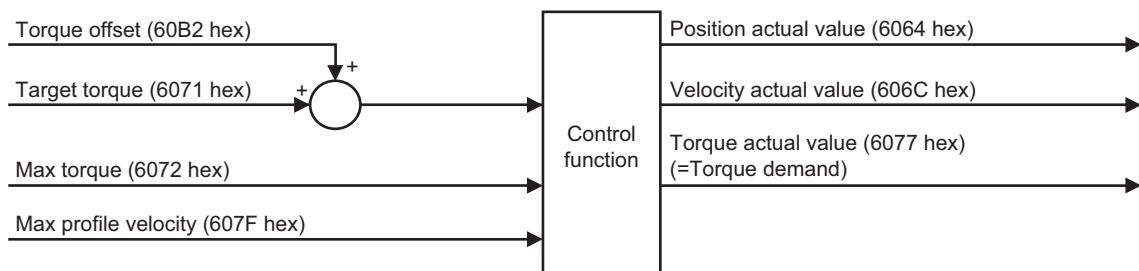 Torque offset (60B2 hex)
+
Target torque (6071 hex)
+
Max torque (6072 hex)
Max profile velocity (607F hex)
Control
function
Position actual value (6064 hex)
Velocity actual value (606C hex)
Torque actual value (6077 hex)
(=Torque demand)